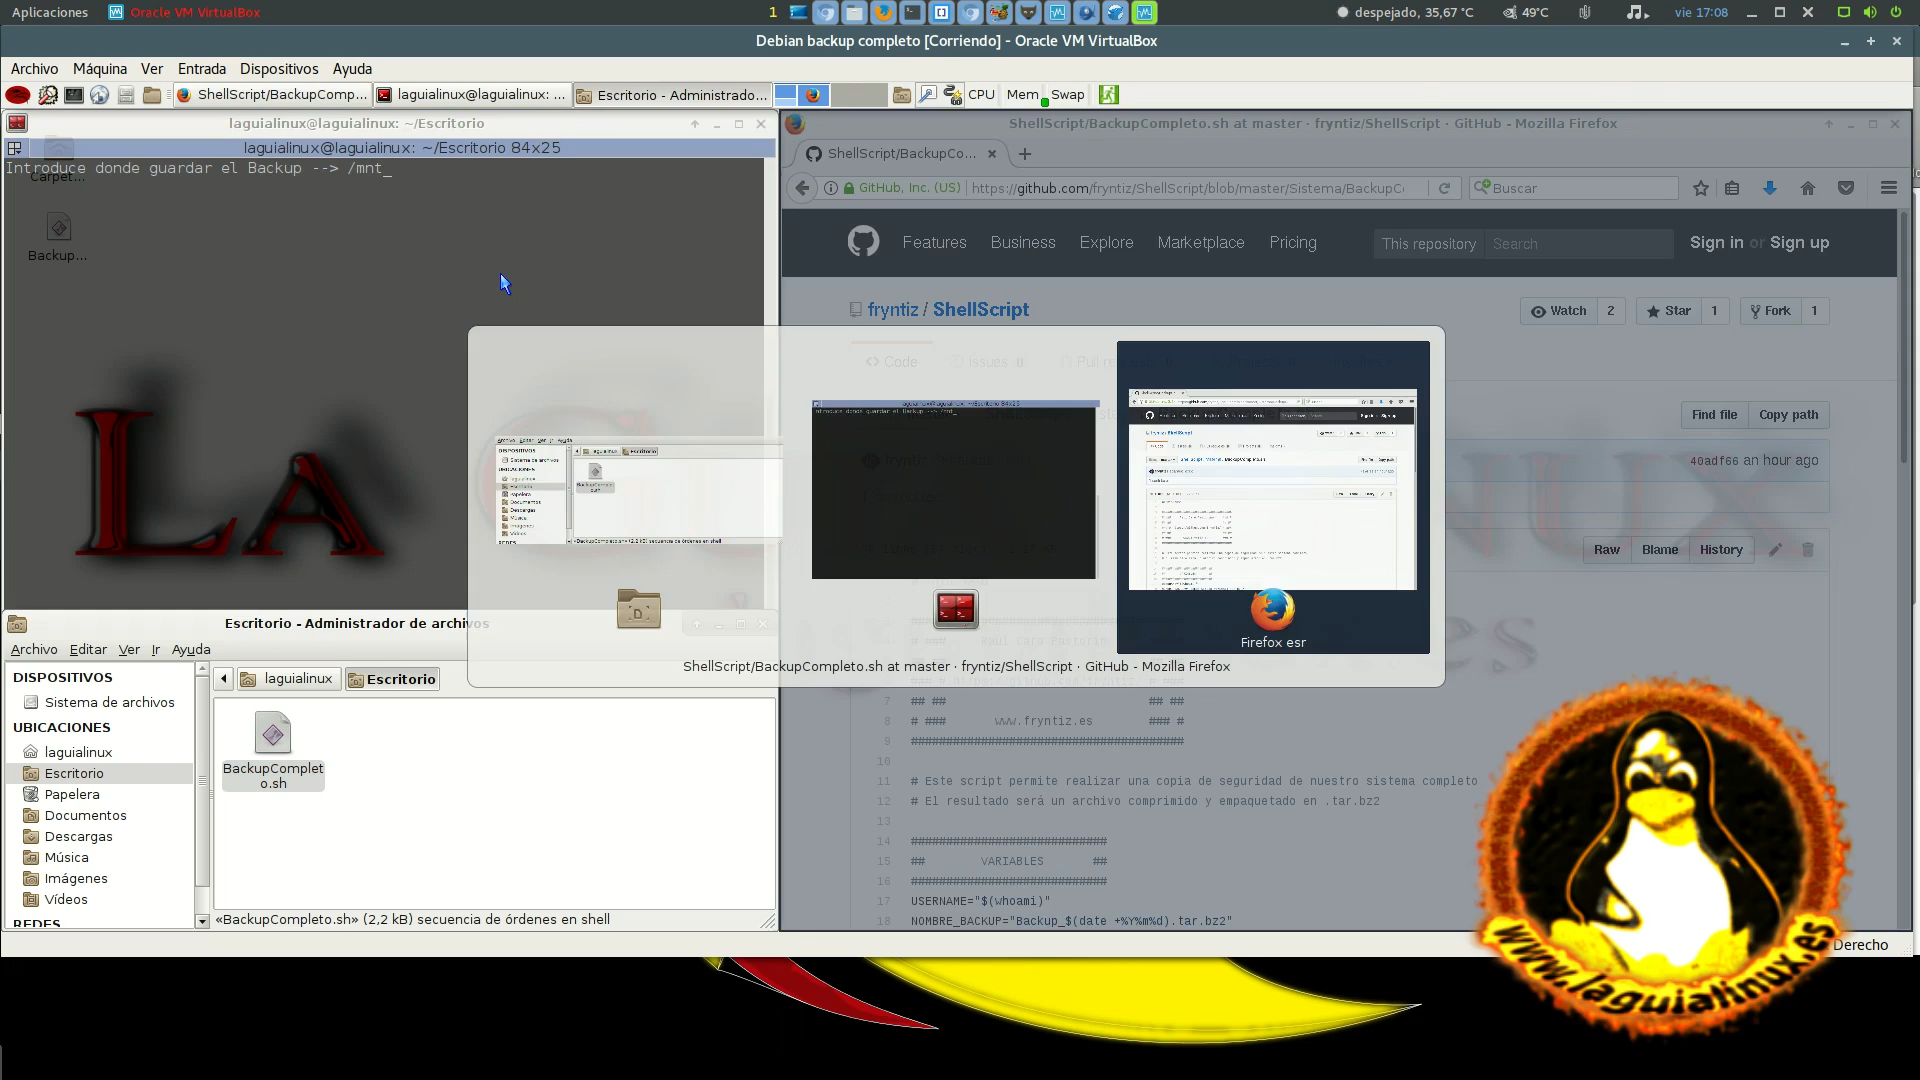 Aplicaciones
Oracle VM VirtualBox
1
despejado, 35,67 °C
49°C
vie 17:08
Debian backup completo [Corriendo] - Oracle VM VirtualBox
Archivo Máquina Ver Entrada Dispositivos Ayuda
ShellScript/BackupComp...
laguialinux@laguialinux: ...
Escritorio - Administrado...
CPU
Mem
Swap
laguialinux@laguialinux: ~/Escritorio
laguialinux@laguialinux: ~/Escritorio 84x25
Introduce donde guardar el Backup --> /mnt_
Carpet...
Backup...
LA
ShellScript/BackupCompleto.sh at master · fryntiz/ShellScript · GitHub - Mozilla Firefox
ShellScript/BackupCo...
GitHub, Inc. (US)
https://github.com/fryntiz/ShellScript/blob/master/Sistema/BackupC
Buscar
Features Business Explore Marketplace Pricing
This repository
Search
Sign in or Sign up
fryntiz / ShellScript
Watch 2
Star 1
Fork 1
Code
Issues 0
Find file
Copy path
40adf66 an hour ago
Raw
Blame
History
Firefox esr
ShellScript/BackupCompleto.sh at master · fryntiz/ShellScript · GitHub - Mozilla Firefox
7 ## ## ## ##
8 # ### www.fryntiz.es ### #
9 #######################################
10
11 # Este script permite realizar una copia de seguridad de nuestro sistema completo
12 # El resultado será un archivo comprimido y empaquetado en .tar.bz2
13
14 ############################
15 ## VARIABLES ##
16 ############################
17 USERNAME="$(whoami)"
18 NOMBRE_BACKUP="Backup_$(date +%Y%m%d).tar.bz2"
Escritorio - Administrador de archivos
Archivo Editar Ver Ir Ayuda
DISPOSITIVOS
Sistema de archivos
UBICACIONES
laguialinux
Escritorio
Papelera
Documentos
Descargas
Música
Imágenes
Vídeos
REDES
laguialinux
Escritorio
BackupComplet
o.sh
«BackupCompleto.sh» (2,2 kB) secuencia de órdenes en shell
Derecho
www.laguialinux.es